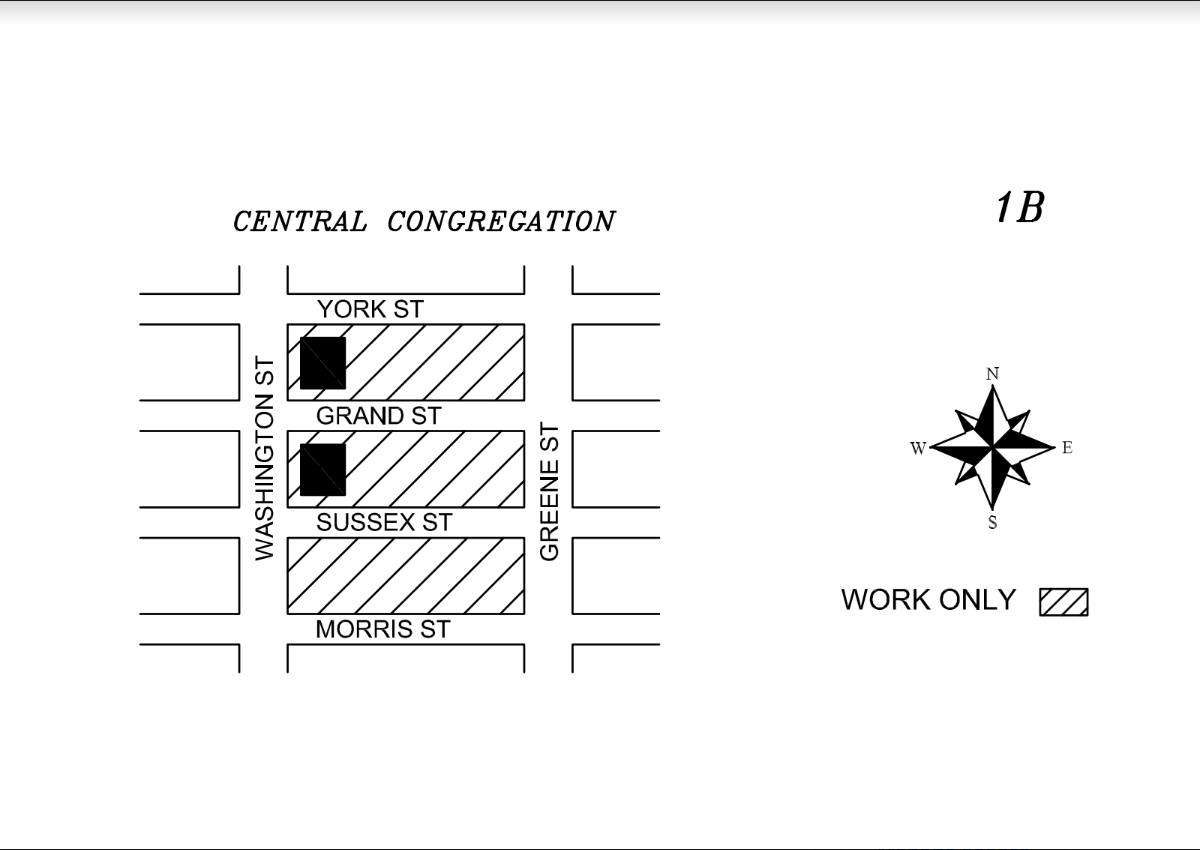 1B
CENTRAL CONGREGATION
YORK ST
WASHINGTON ST
GRAND ST
GREENE ST
SUSSEX ST
MORRIS ST
N
W
E
S
WORK ONLY